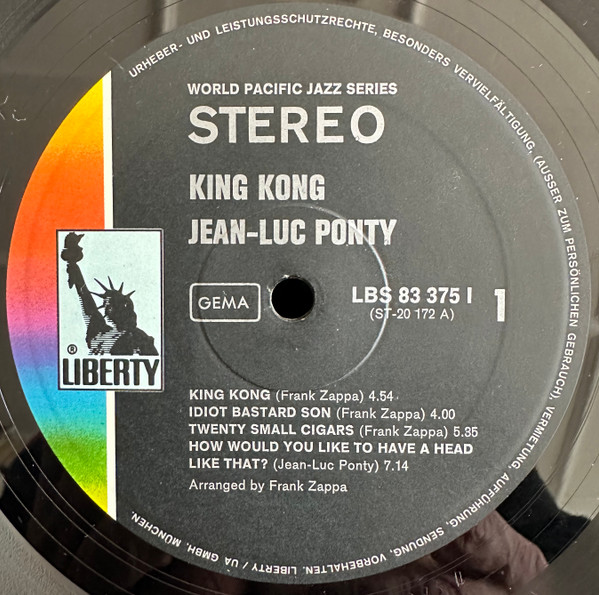 URHEBER- UND LEISTUNGSSCHUTZRECHTE, BESONDERS VERVIELFÄLTIGUNG, (AUSSER ZUM PERSÖNLICHEN GEBRAUCH), VERMIETUNG, AUFFÜHRUNG, SENDUNG, VORBEHALTEN. LIBERTY / UA GMBH, MÜNCHEN.
WORLD PACIFIC JAZZ SERIES
STEREO
KING KONG
JEAN-LUC PONTY
GEMA
LBS 83 375 I
(ST-20 172 A)
1
® LIBERTY
KING KONG (Frank Zappa) 4.54
IDIOT BASTARD SON (Frank Zappa) 4.00
TWENTY SMALL CIGARS (Frank Zappa) 5.35
HOW WOULD YOU LIKE TO HAVE A HEAD
LIKE THAT? (Jean-Luc Ponty) 7.14
Arranged by Frank Zappa